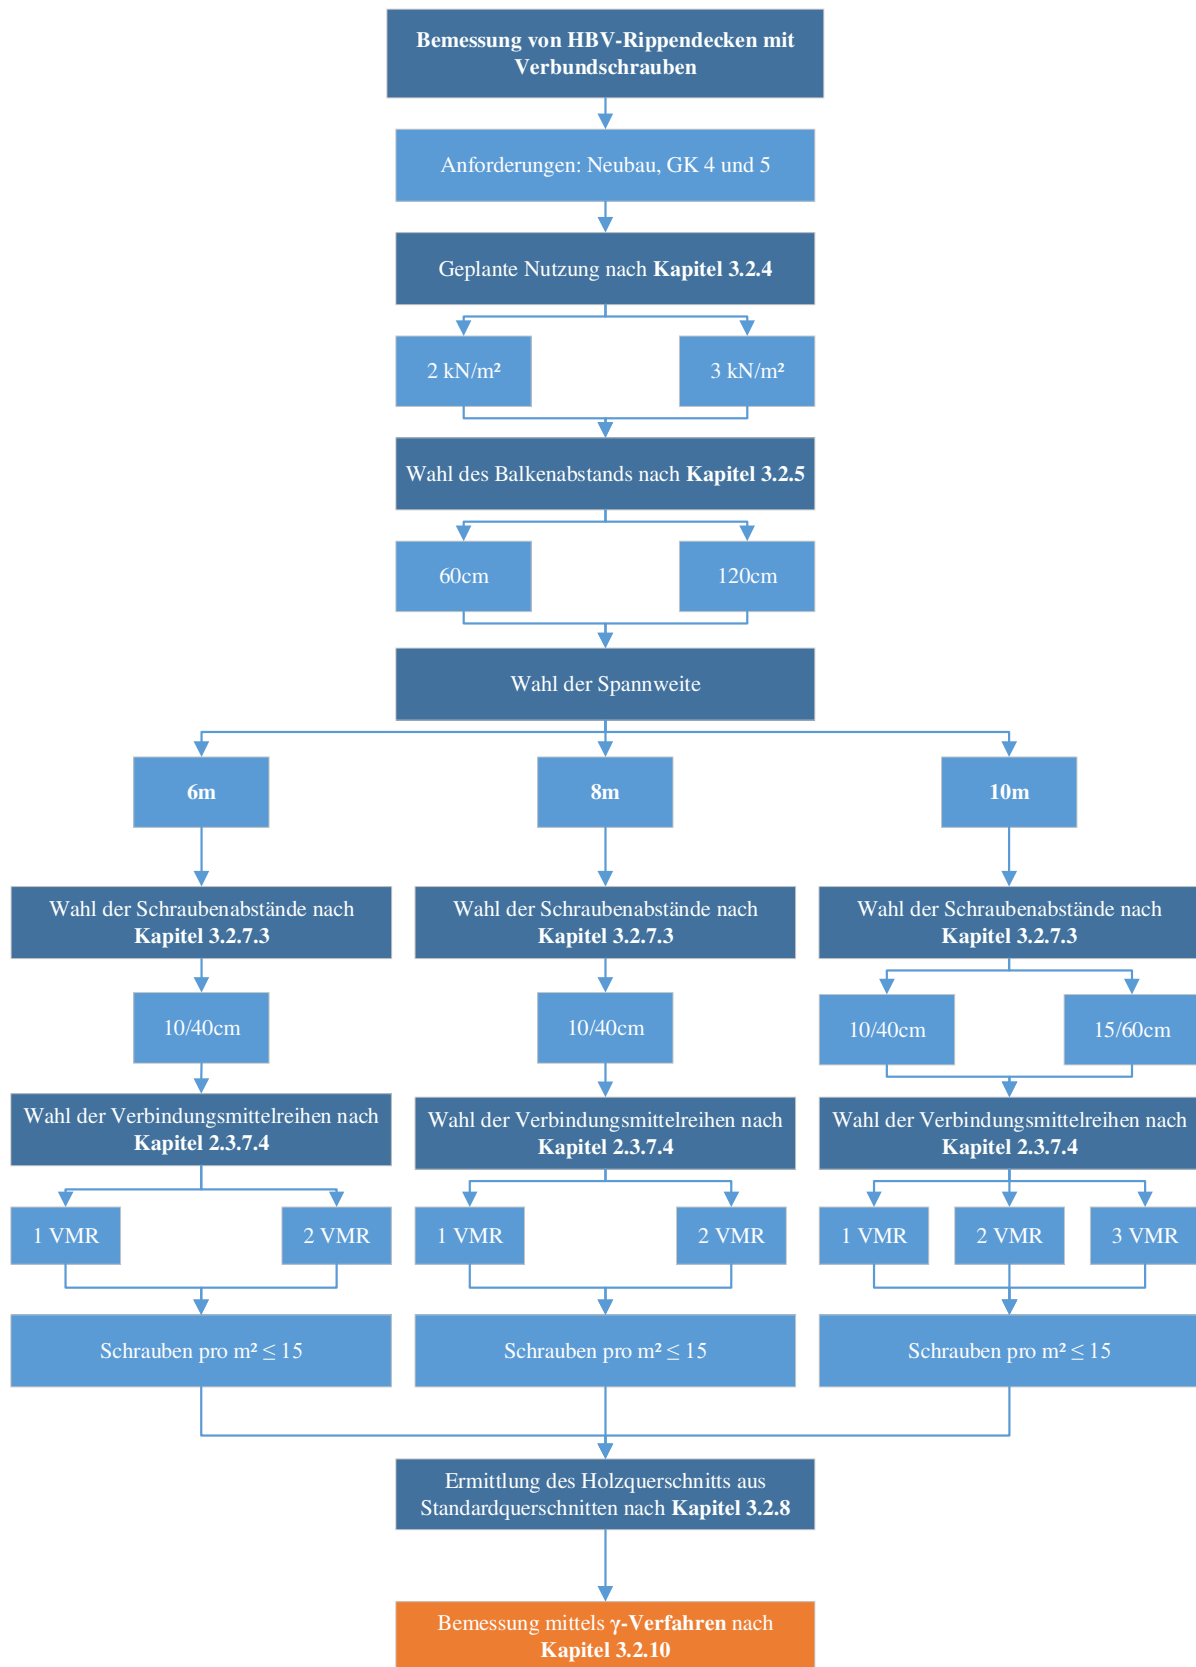 Bemessung von HBV-Rippendecken mit
Verbundschrauben
Anforderungen: Neubau, GK 4 und 5
Geplante Nutzung nach Kapitel 3.2.4
2 kN/m²
3 kN/m²
Wahl des Balkenabstands nach Kapitel 3.2.5
60cm
120cm
Wahl der Spannweite
6m
8m
10m
Wahl der Schraubenabstände nach
Kapitel 3.2.7.3
Wahl der Schraubenabstände nach
Kapitel 3.2.7.3
Wahl der Schraubenabstände nach
Kapitel 3.2.7.3
10/40cm
10/40cm
10/40cm
15/60cm
Wahl der Verbindungsmittelreihen nach
Kapitel 2.3.7.4
Wahl der Verbindungsmittelreihen nach
Kapitel 2.3.7.4
Wahl der Verbindungsmittelreihen nach
Kapitel 2.3.7.4
1 VMR
2 VMR
1 VMR
2 VMR
1 VMR
2 VMR
3 VMR
Schrauben pro m² ≤ 15
Schrauben pro m² ≤ 15
Schrauben pro m² ≤ 15
Ermittlung des Holzquerschnitts aus
Standardquerschnitten nach Kapitel 3.2.8
Bemessung mittels γ-Verfahren nach
Kapitel 3.2.10